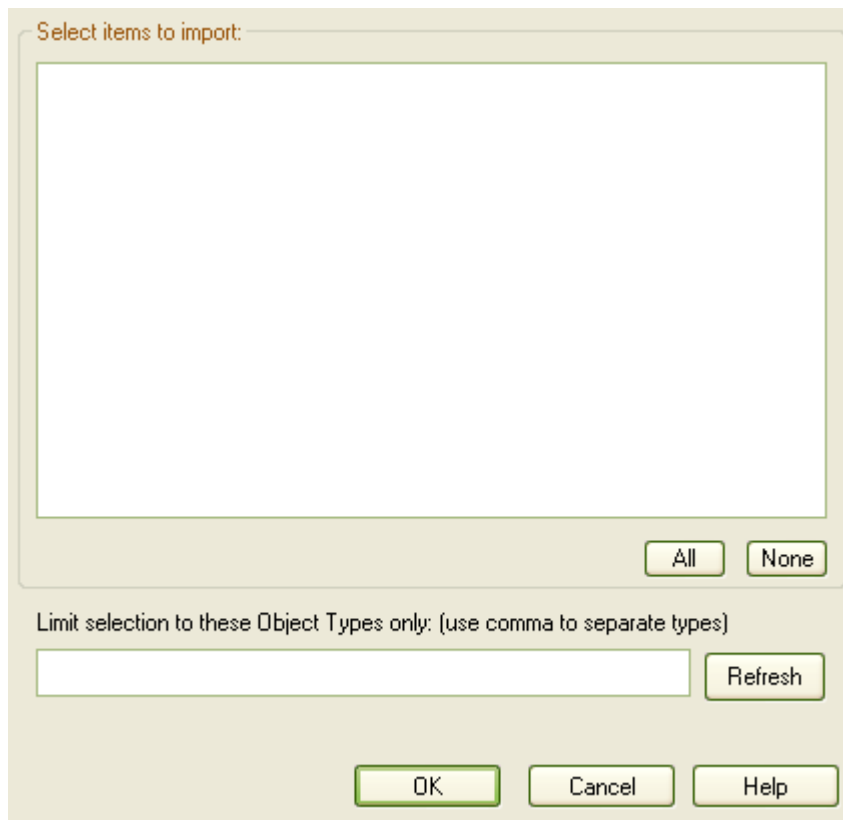 Select items to import:
All
None
Limit selection to these Object Types only: (use comma to separate types)
Refresh
OK
Cancel
Help